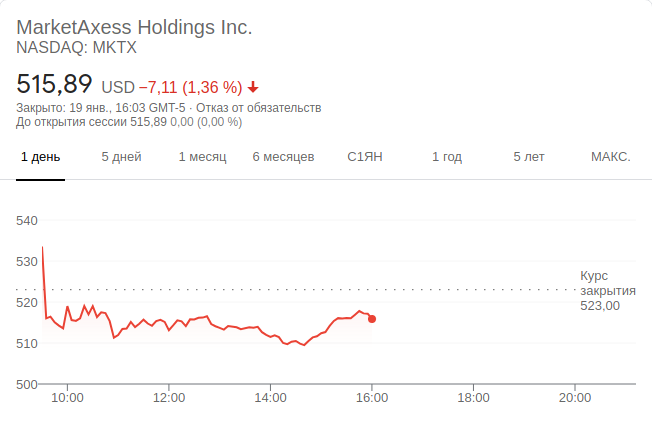 MarketAxess Holdings Inc.
NASDAQ: MKTX
515,89 USD −7,11 (1,36 %)
Закрыто: 19 янв., 16:03 GMT-5 · Отказ от обязательств
До открытия сессии 515,89 0,00 (0,00 %)
1 день 5 дней 1 месяц 6 месяцев С1ЯН 1 год 5 лет МАКС.
540
530
Курс
закрытия
523,00
520
510
500
10:00 12:00 14:00 16:00 18:00 20:00